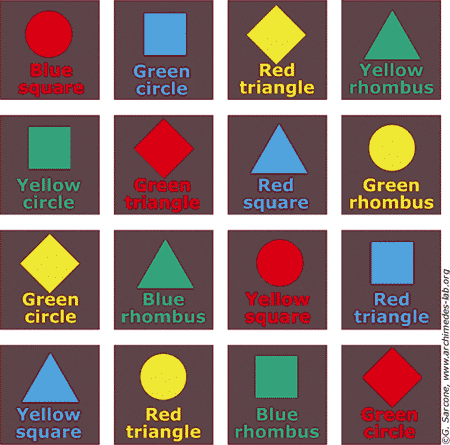 Blue
square
Green
circle
Red
triangle
Yellow
rhombus
Yellow
circle
Green
triangle
Red
square
Green
rhombus
Green
circle
Blue
rhombus
Yellow
square
Red
triangle
Yellow
square
Red
triangle
Blue
rhombus
Green
circle
©G. Sarcone, www.archimedes-lab.org